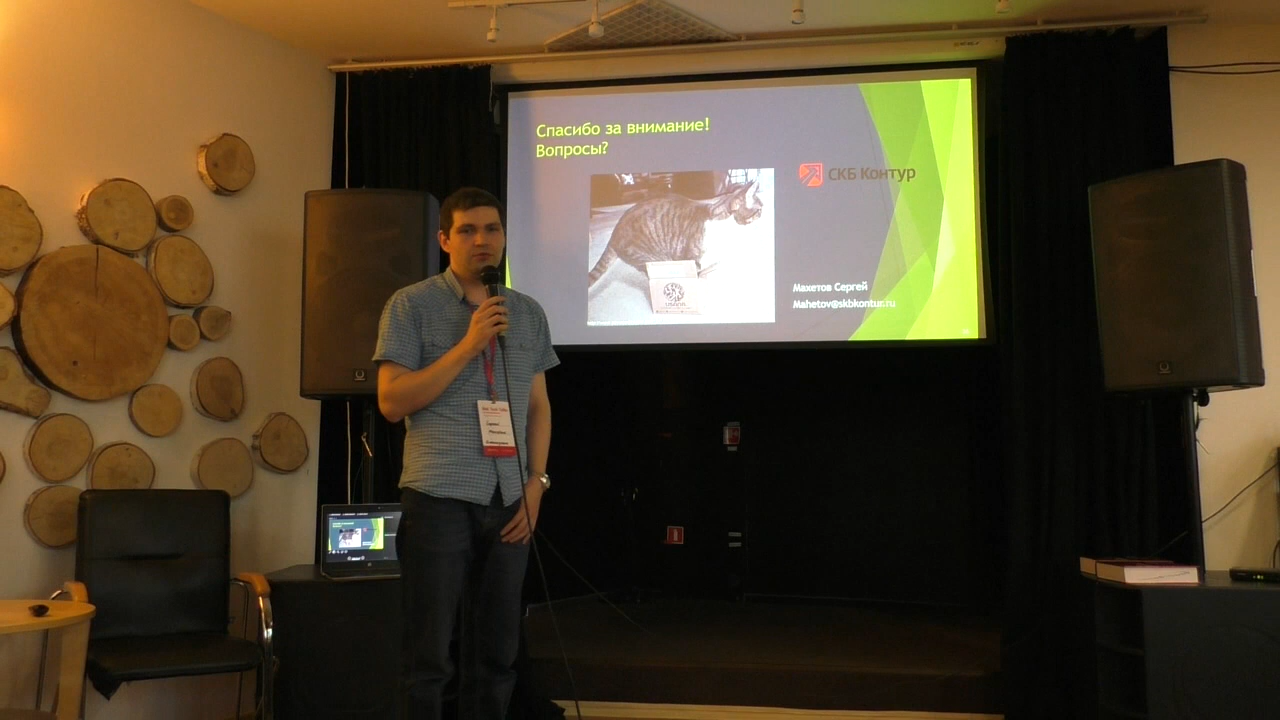 Спасибо за внимание!
Вопросы?
СКБ Контур
Махетов Сергей
Mahetov@skbkontur.ru